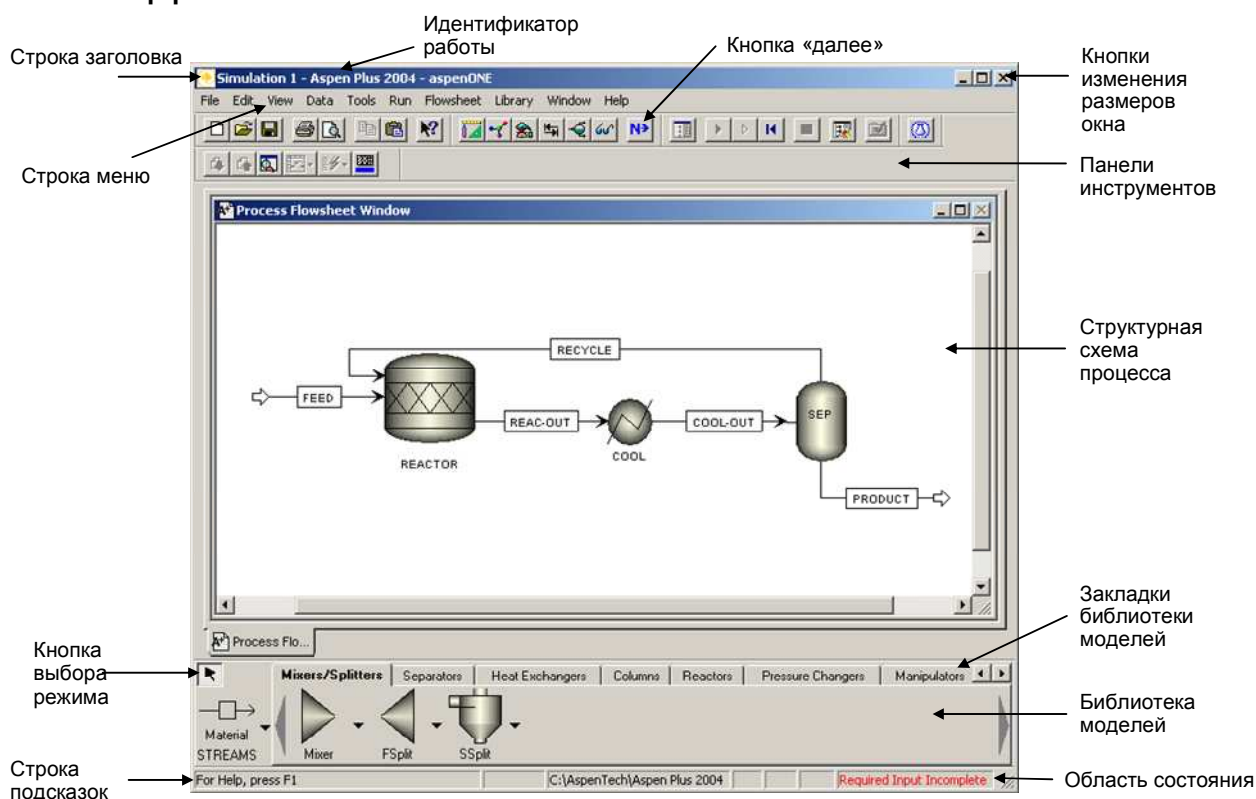 Идентификатор
работы
Строка заголовка
Кнопка «далее»
Кнопки
изменения
размеров
окна
Simulation 1 - Aspen Plus 2004 - aspenONE
File Edit View Data Tools Run Flowsheet Library Window Help
N
Строка меню
Панели
инструментов
Process Flowsheet Window
RECYCLE
FEED
REAC-OUT
COOL-OUT
SEP
REACTOR
COOL
PRODUCT
Структурная
схема
процесса
Process Flo...
Закладки
библиотеки
моделей
Кнопка
выбора
режима
Mixers/Splitters Separators Heat Exchangers Columns Reactors Pressure Changers Manipulators
Material
STREAMS
Mixer
FSplit
SSplit
Библиотека
моделей
Строка
подсказок
For Help, press F1
C:\AspenTech\Aspen Plus 2004
Required Input Incomplete
Область состояния